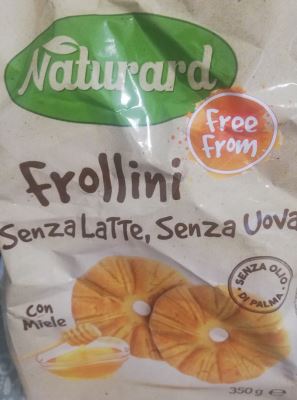 Naturard
Free
From
Frollini
Senza Latte, Senza Uova
SENZA OLIO
DI PALMA
Con
Miele
350 g e